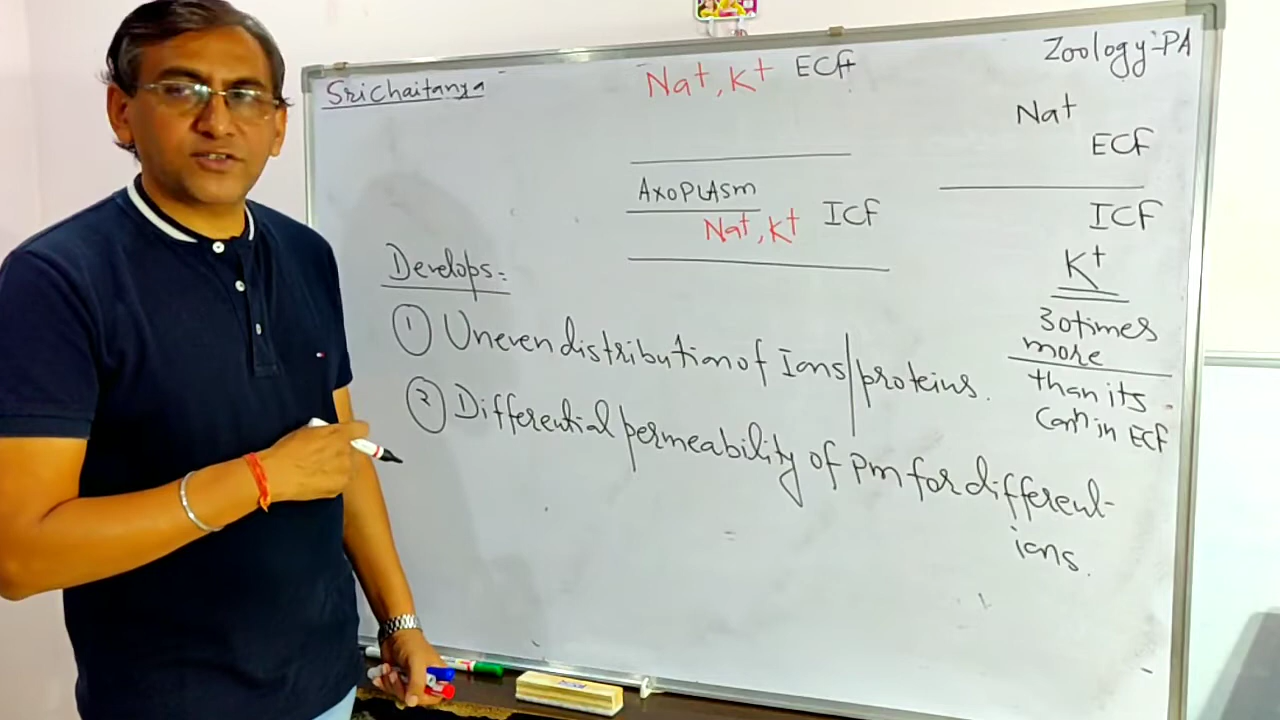 Srichaitanya
Na+, K+ ECF
Zoology-PA
AXOPLASm
Na+, K+ ICF
Na+
ECF
ICF
K+
30times
more
than its
Conⁿ in ECF
Develops:
① Uneven distribution of Ions/proteins.
② Differential permeability of Pm for different
ions.